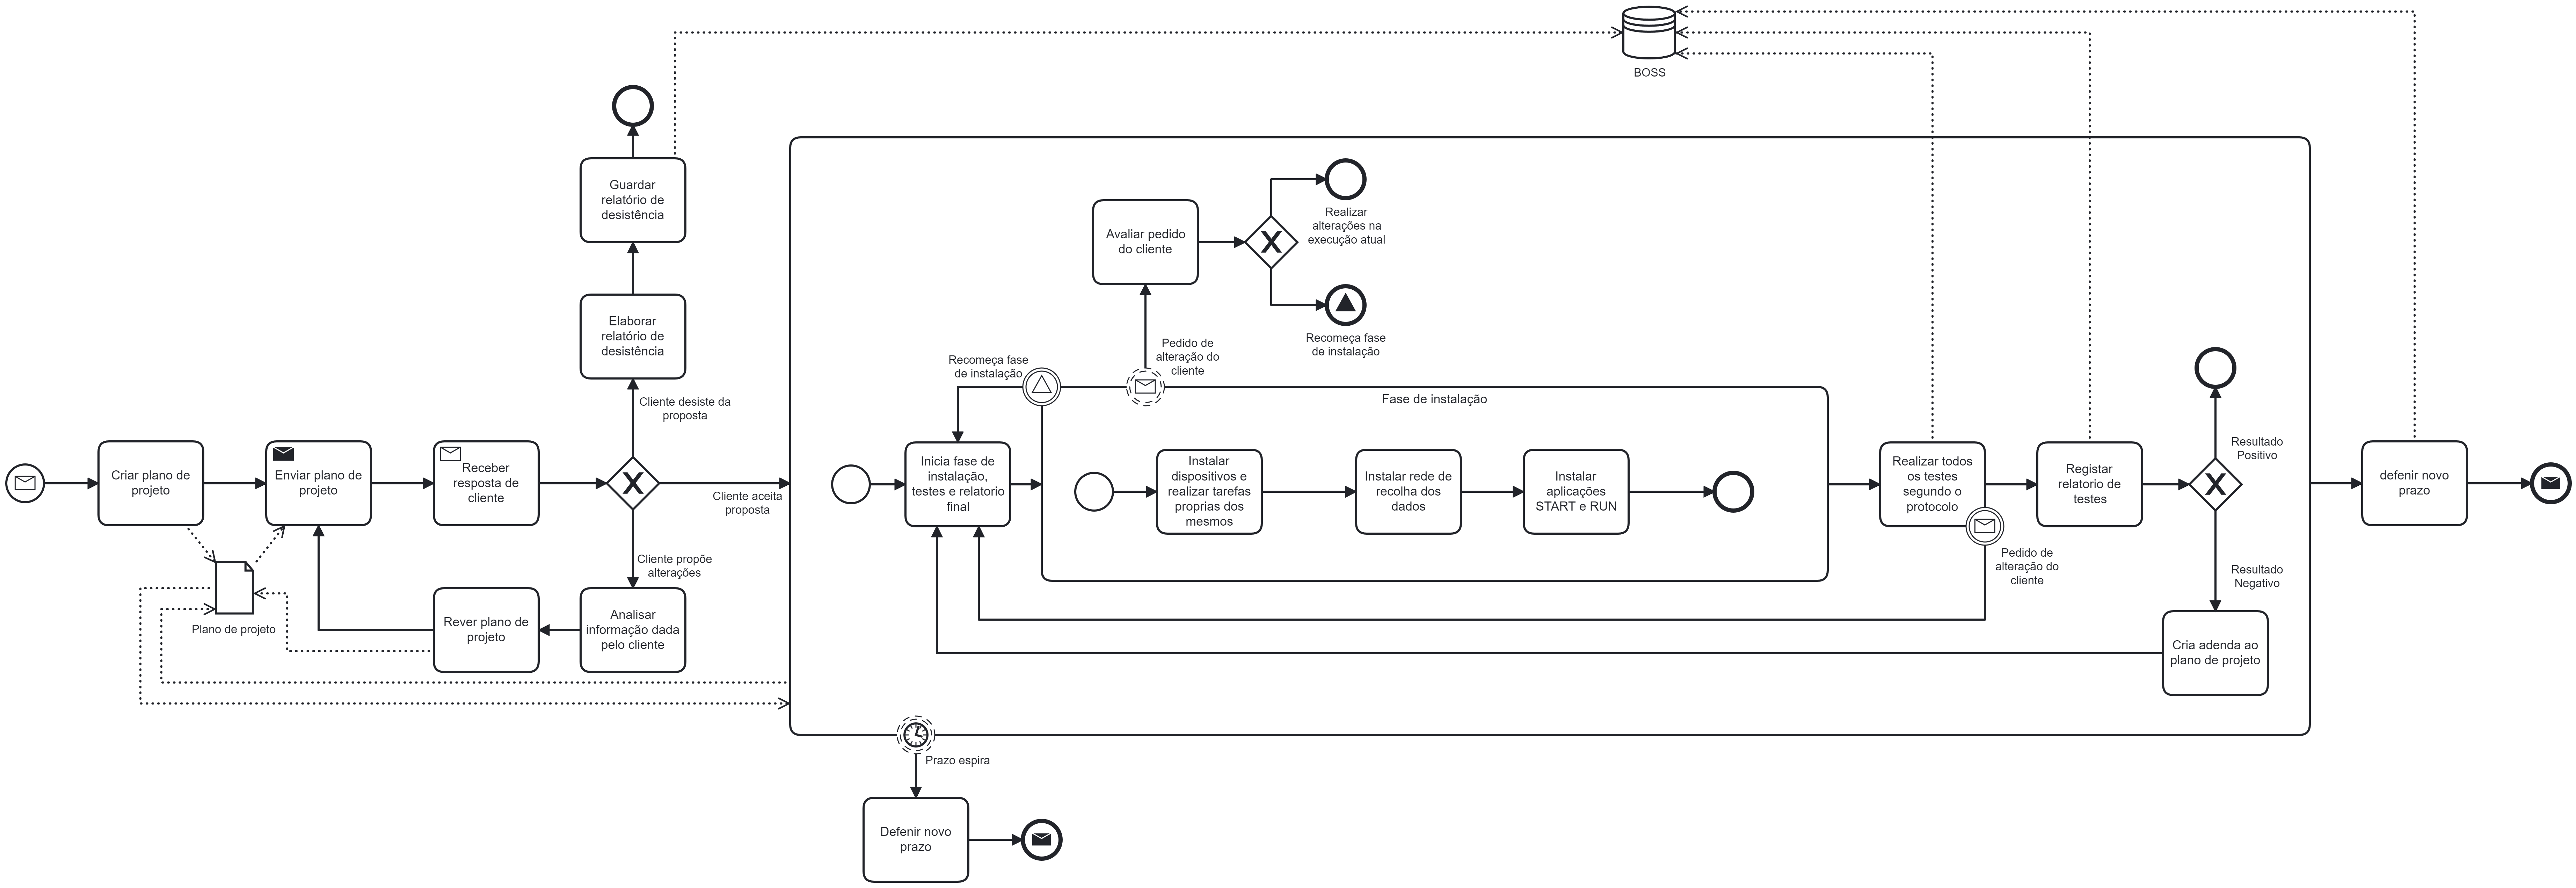 BOSS
Guardar
relatório de
desistência
Realizar
alterações na
execução atual
Avaliar pedido
do cliente
Elaborar
relatório de
desistência
Recomeça fase
de instalação
Pedido de
alteração do
cliente
Recomeça fase
de instalação
Cliente desiste da
proposta
Fase de instalação
Criar plano de
projeto
Enviar plano de
projeto
Receber
resposta de
cliente
Cliente aceita
proposta
Inicia fase de
instalação,
testes e relatorio
final
Instalar
dispositivos e
realizar tarefas
proprias dos
mesmos
Instalar rede de
recolha dos
dados
Instalar
aplicações
START e RUN
Realizar todos
os testes
segundo o
protocolo
Registar
relatorio de
testes
Resultado
Positivo
defenir novo
prazo
Pedido de
alteração do
cliente
Resultado
Negativo
Cliente propõe
alterações
Plano de projeto
Rever plano de
projeto
Analisar
informação dada
pelo cliente
Cria adenda ao
plano de projeto
Prazo espira
Defenir novo
prazo